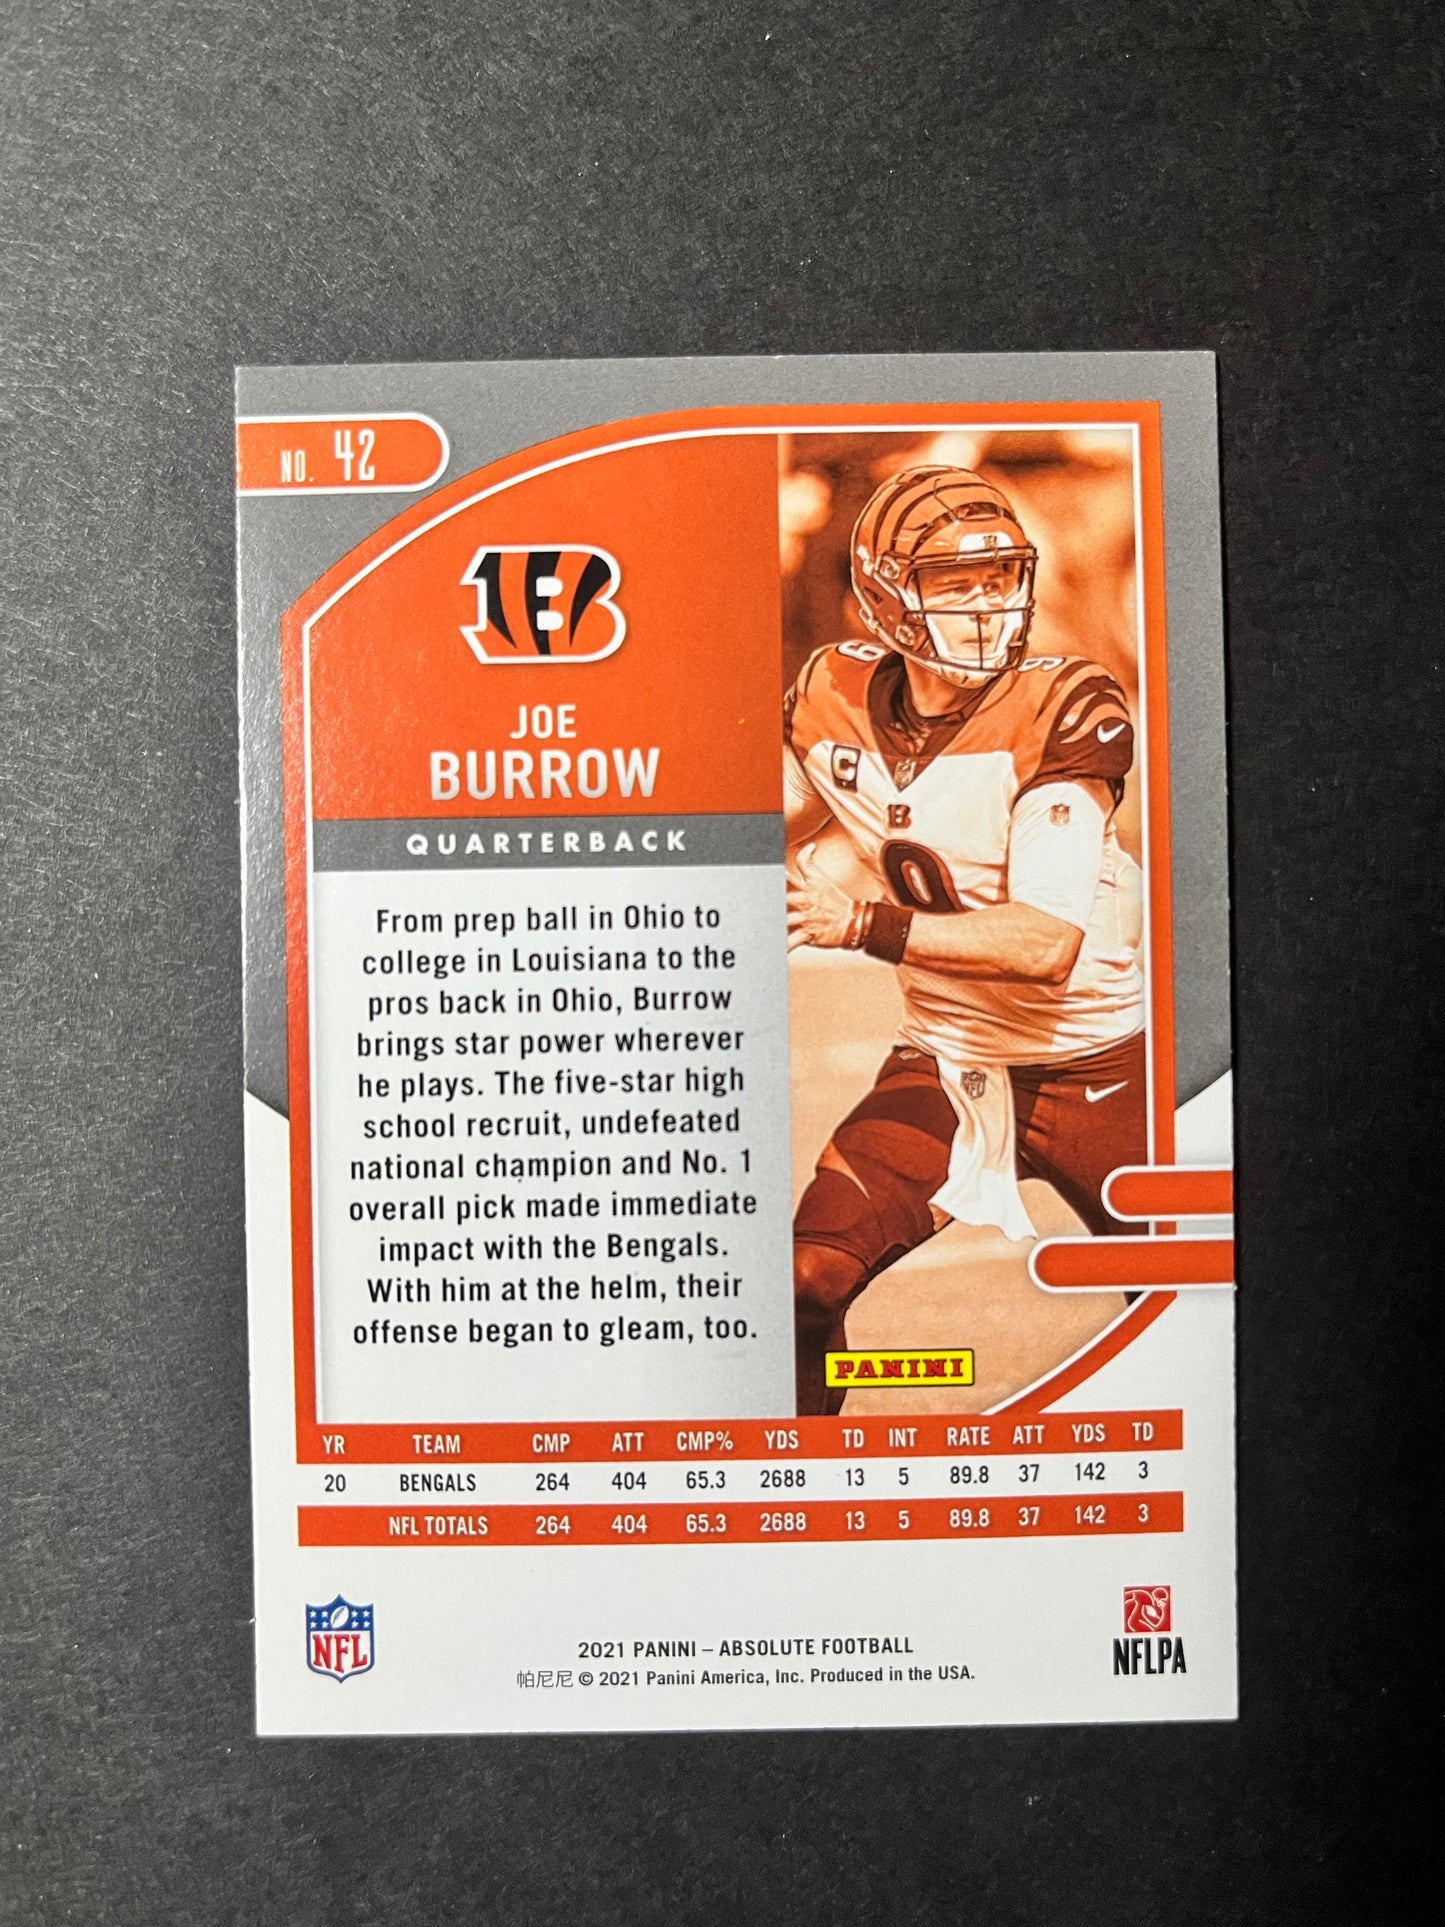 NO. 42
B
JOE
BURROW
QUARTERBACK
From prep ball in Ohio to
college in Louisiana to the
pros back in Ohio, Burrow
brings star power wherever
he plays. The five-star high
school recruit, undefeated
national champion and No. 1
overall pick made immediate
impact with the Bengals.
With him at the helm, their
offense began to gleam, too.
9
9
C
B
9
PANINI
YR TEAM CMP ATT CMP% YDS TD INT RATE ATT YDS TD
20 BENGALS 264 404 65.3 2688 13 5 89.8 37 142 3
NFL TOTALS 264 404 65.3 2688 13 5 89.8 37 142 3
NFL
2021 PANINI – ABSOLUTE FOOTBALL
帕尼尼 © 2021 Panini America, Inc. Produced in the USA.
NFLPA